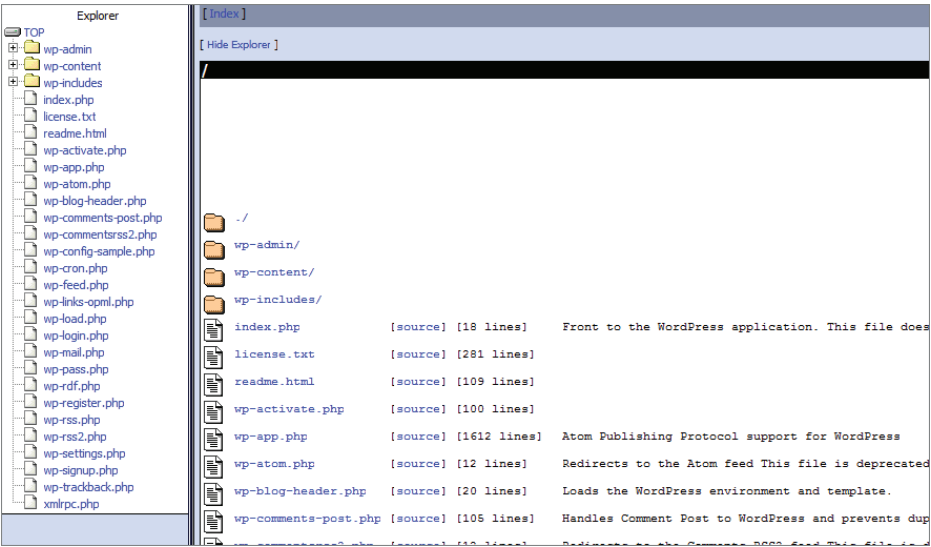 Explorer
TOP
wp-admin
wp-content
wp-includes
index.php
license.txt
readme.html
wp-activate.php
wp-app.php
wp-atom.php
wp-blog-header.php
wp-comments-post.php
wp-commentsrss2.php
wp-config-sample.php
wp-cron.php
wp-feed.php
wp-links-opml.php
wp-load.php
wp-login.php
wp-mail.php
wp-pass.php
wp-rdf.php
wp-register.php
wp-rss.php
wp-rss2.php
wp-settings.php
wp-signup.php
wp-trackback.php
xmlrpc.php
[ Index ]
[ Hide Explorer ]
/
./
wp-admin/
wp-content/
wp-includes/
index.php [source] [18 lines] Front to the WordPress application. This file does
license.txt [source] [281 lines]
readme.html [source] [109 lines]
wp-activate.php [source] [100 lines]
wp-app.php [source] [1612 lines] Atom Publishing Protocol support for WordPress
wp-atom.php [source] [12 lines] Redirects to the Atom feed This file is deprecated
wp-blog-header.php [source] [20 lines] Loads the WordPress environment and template.
wp-comments-post.php [source] [105 lines] Handles Comment Post to WordPress and prevents dup